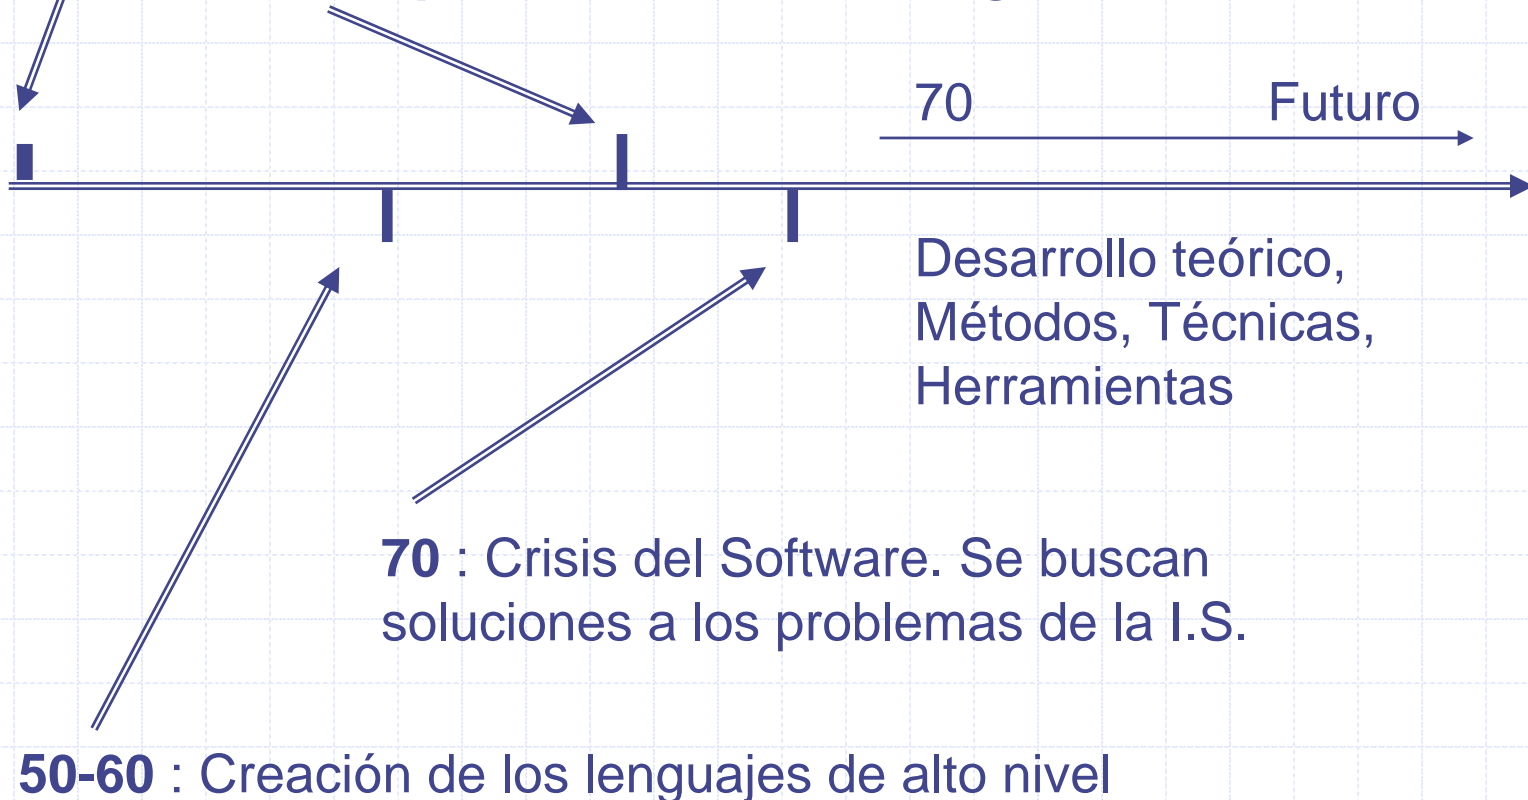 70 Futuro
Desarrollo teórico,
Métodos, Técnicas,
Herramientas
70 : Crisis del Software. Se buscan
soluciones a los problemas de la I.S.
50-60 : Creación de los lenguajes de alto nivel